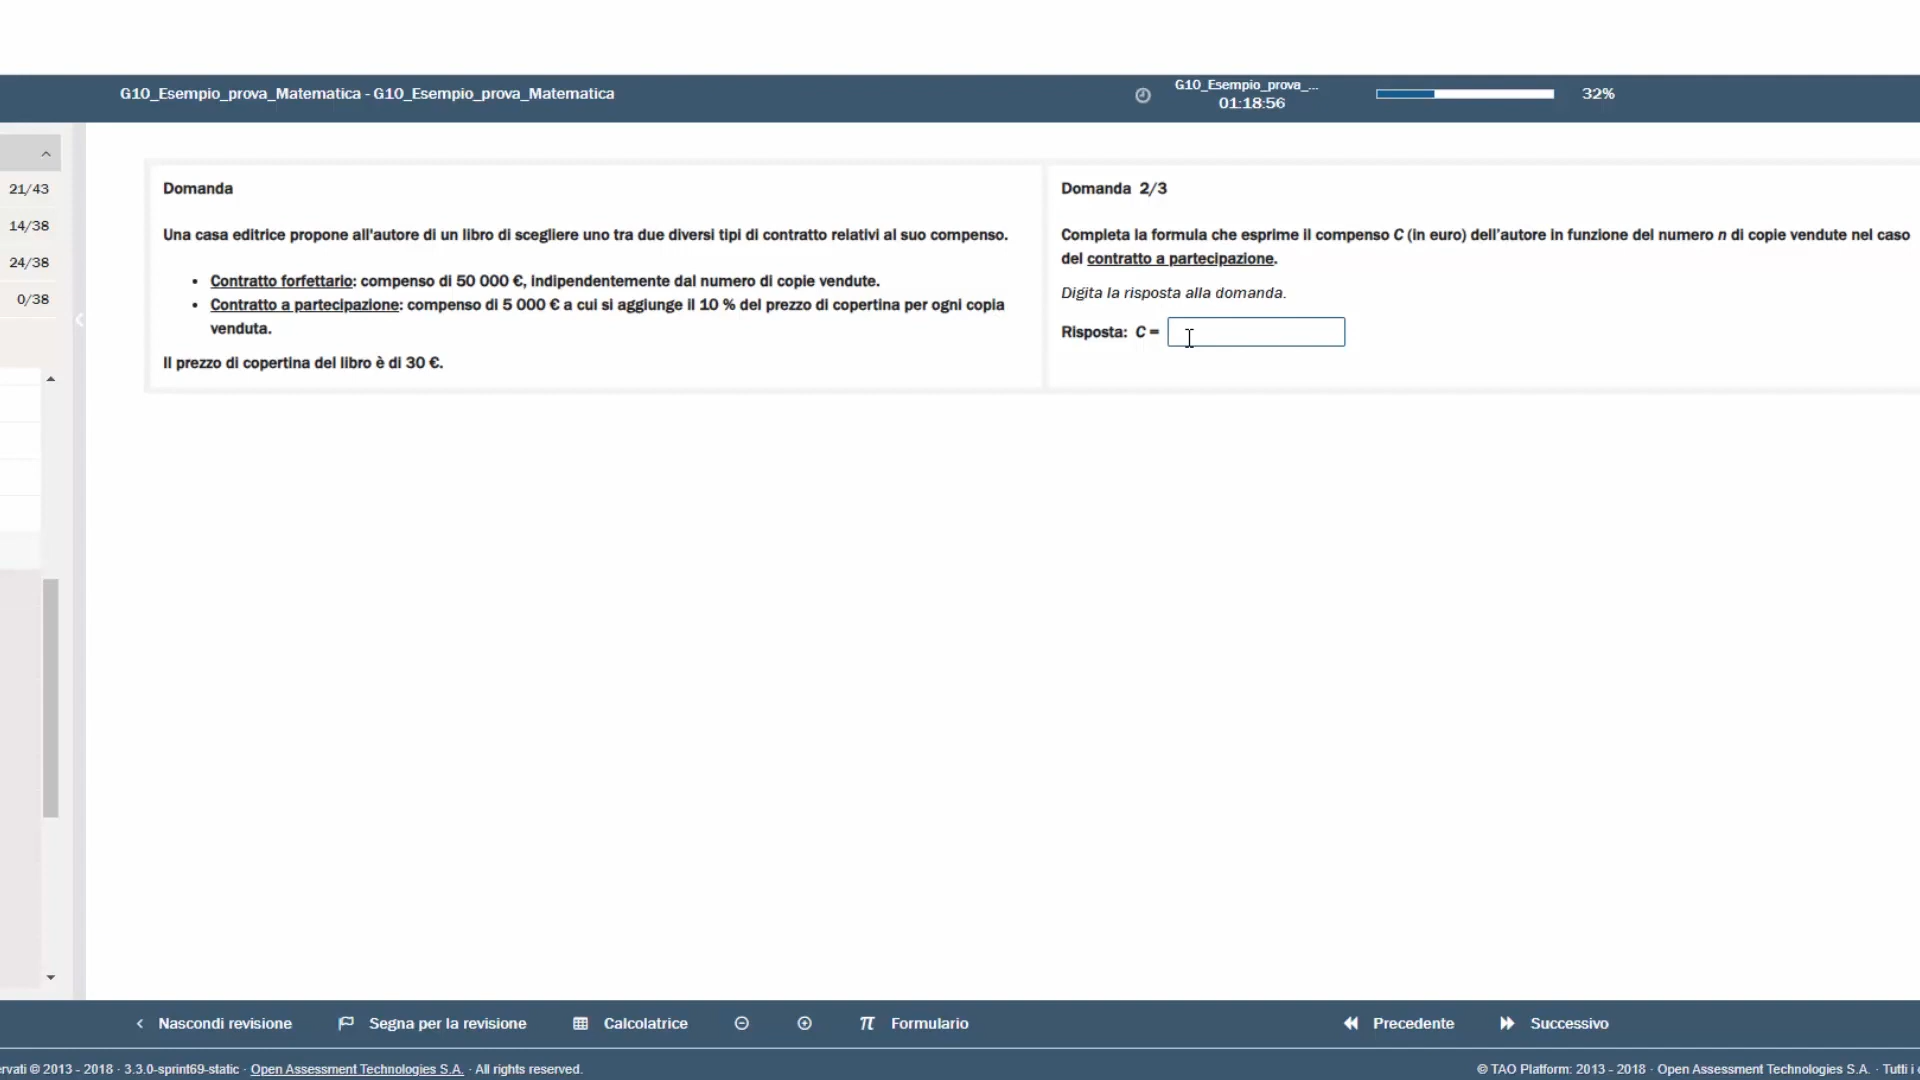 G10_Esempio_prova_Matematica - G10_Esempio_prova_Matematica
G10_Esempio_prova_...
01:18:56
32%
21/43
14/38
24/38
0/38
Domanda
Una casa editrice propone all'autore di un libro di scegliere uno tra due diversi tipi di contratto relativi al suo compenso.
• Contratto forfettario: compenso di 50 000 €, indipendentemente dal numero di copie vendute.
• Contratto a partecipazione: compenso di 5 000 € a cui si aggiunge il 10 % del prezzo di copertina per ogni copia
venduta.
Il prezzo di copertina del libro è di 30 €.
Domanda 2/3
Completa la formula che esprime il compenso C (in euro) dell'autore in funzione del numero n di copie vendute nel caso
del contratto a partecipazione.
Digita la risposta alla domanda.
Risposta: C =
Nascondi revisione
Segna per la revisione
Calcolatrice
π Formulario
Precedente
Successivo
ervati © 2013 - 2018 · 3.3.0-sprint69-static · Open Assessment Technologies S.A. · All rights reserved.
© TAO Platform: 2013 - 2018 · Open Assessment Technologies S.A. · Tutti i